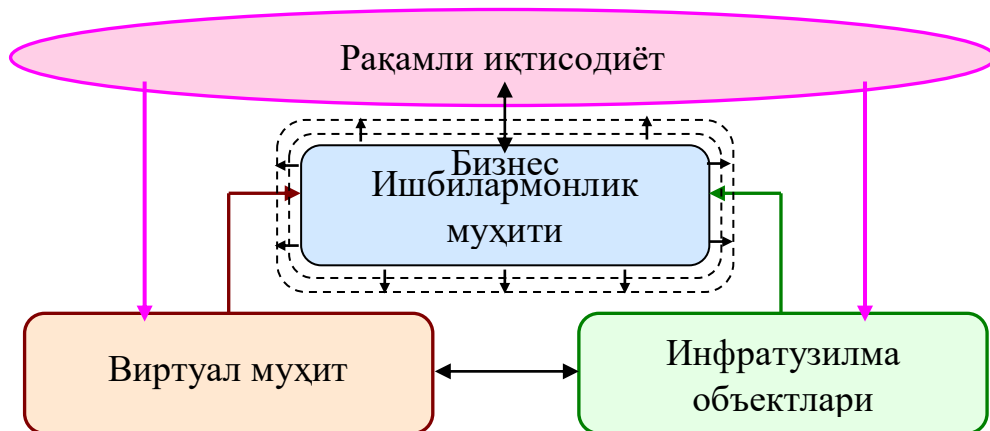 Рақамли иқтисодиёт
Бизнес
Ишбилармонлик
муҳити
Виртуал муҳит
Инфратузилма
объектлари